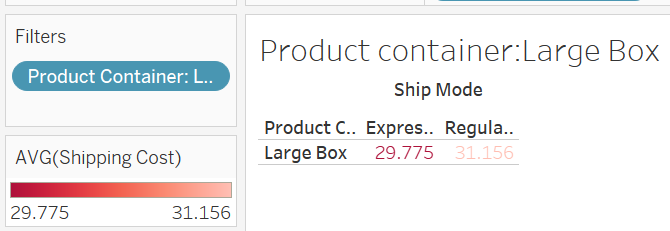 Filters
Product Container: L..
AVG(Shipping Cost)
29.775 31.156
Product container:Large Box
Ship Mode
Product C.. Expres.. Regula..
Large Box 29.775 31.156